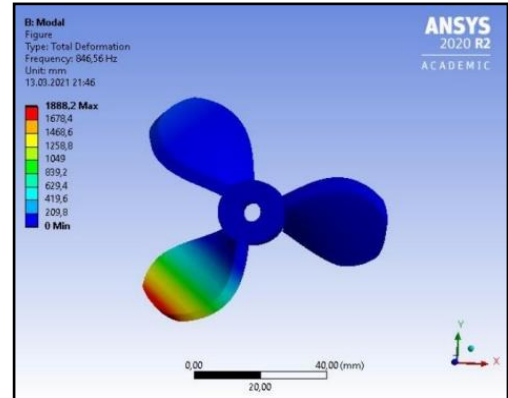 B: Modal
Figure
Type: Total Deformation
Frequency: 846,56 Hz
Unit: mm
13.03.2021 21:46
1888,2 Max
1678,4
1468,6
1258,8
1049
839,2
629,4
419,6
209,8
0 Min
ANSYS
2020 R2
ACADEMIC
0,00
40,00 (mm)
20,00
Y
X